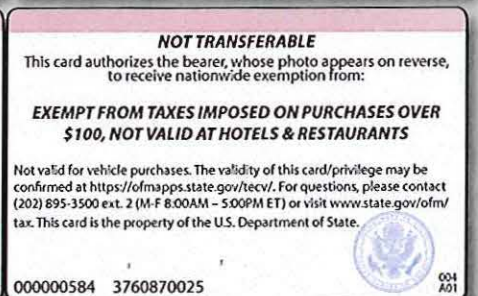 NOT TRANSFERABLE
This card authorizes the bearer, whose photo appears on reverse,
to receive nationwide exemption from:
EXEMPT FROM TAXES IMPOSED ON PURCHASES OVER
$100, NOT VALID AT HOTELS & RESTAURANTS
Not valid for vehicle purchases. The validity of this card/privilege may be
confirmed at https://ofmapps.state.gov/tecv/. For questions, please contact
(202) 895-3500 ext. 2 (M-F 8:00AM – 5:00PM ET) or visit www.state.gov/ofm/
tax. This card is the property of the U.S. Department of State.
000000584 3760870025
004
A01